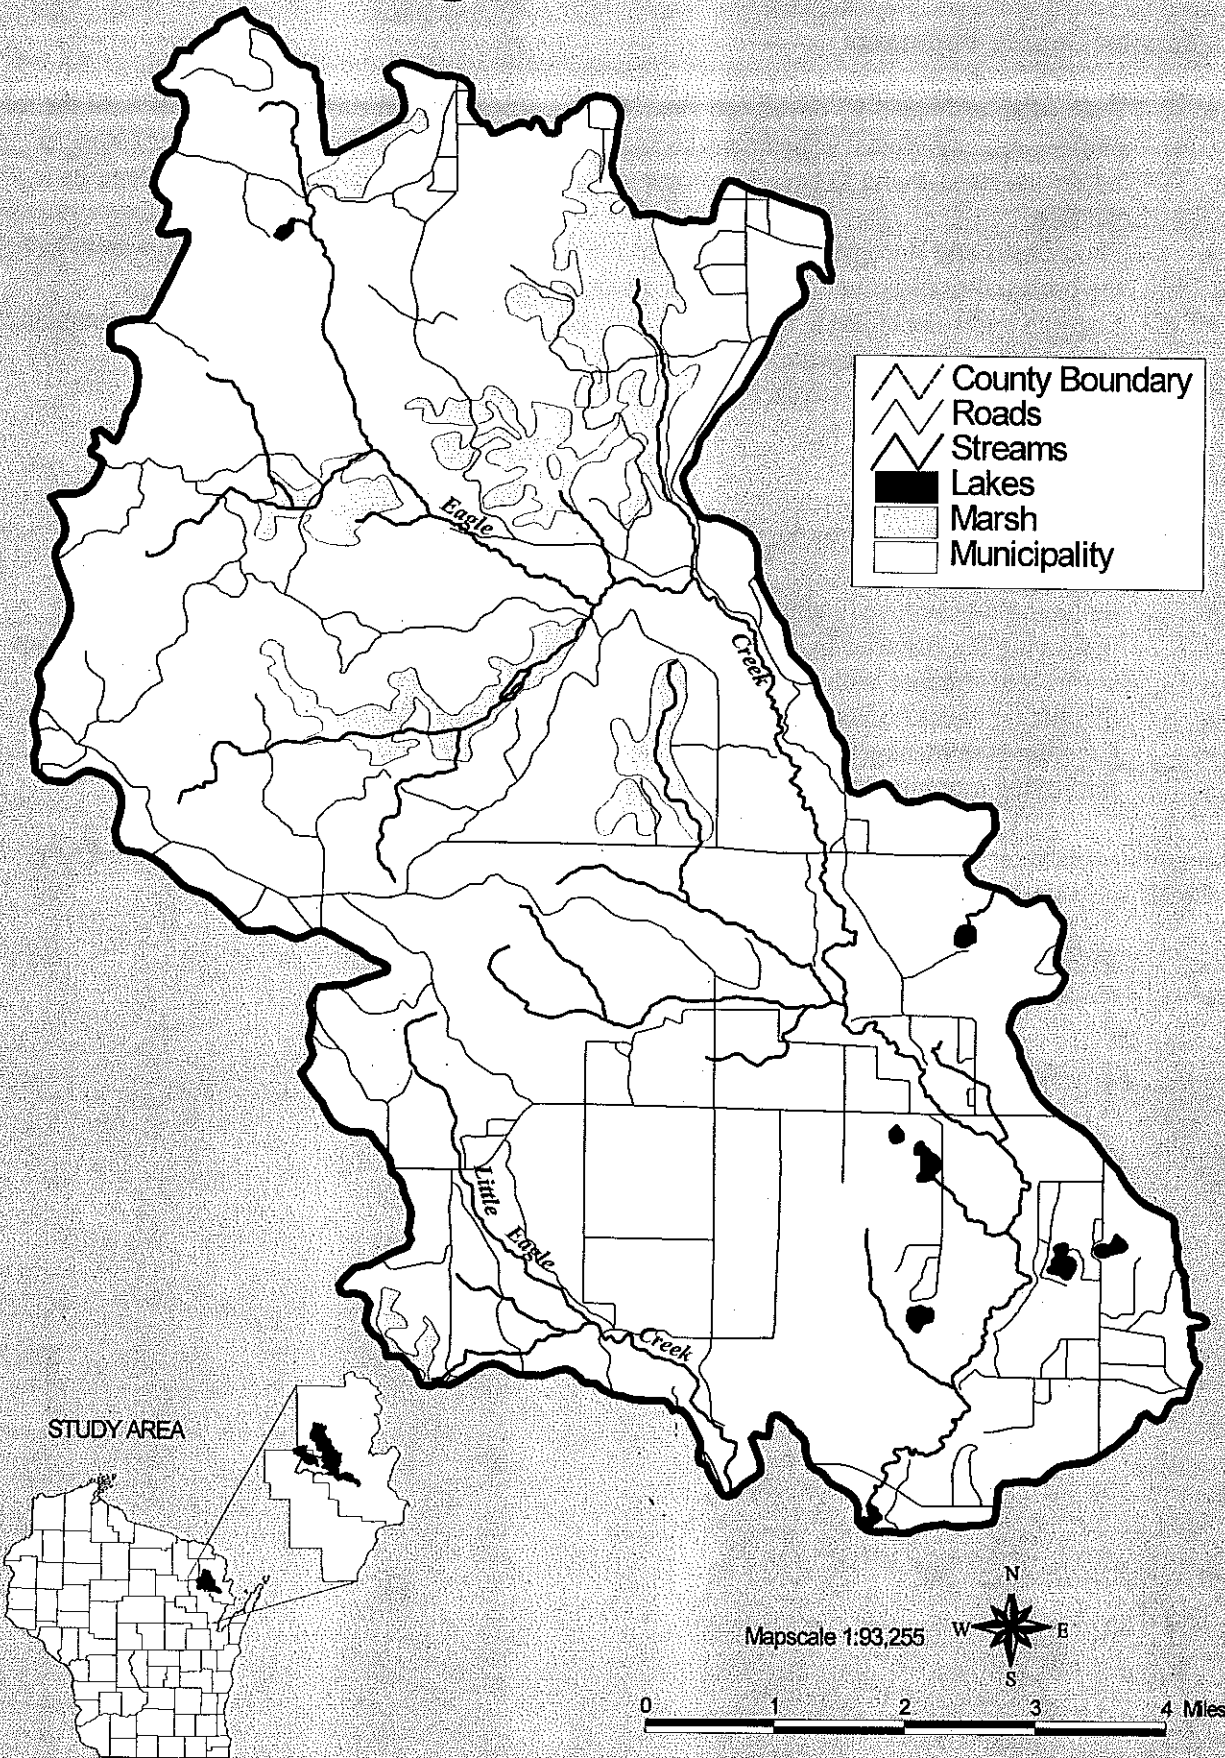 County Boundary
Roads
Streams
Lakes
Marsh
Municipality
Eagle
Creek
Little
Eagle
Creek
STUDY AREA
N
W
E
S
Mapscale 1:93,255
0 1 2 3 4 Miles